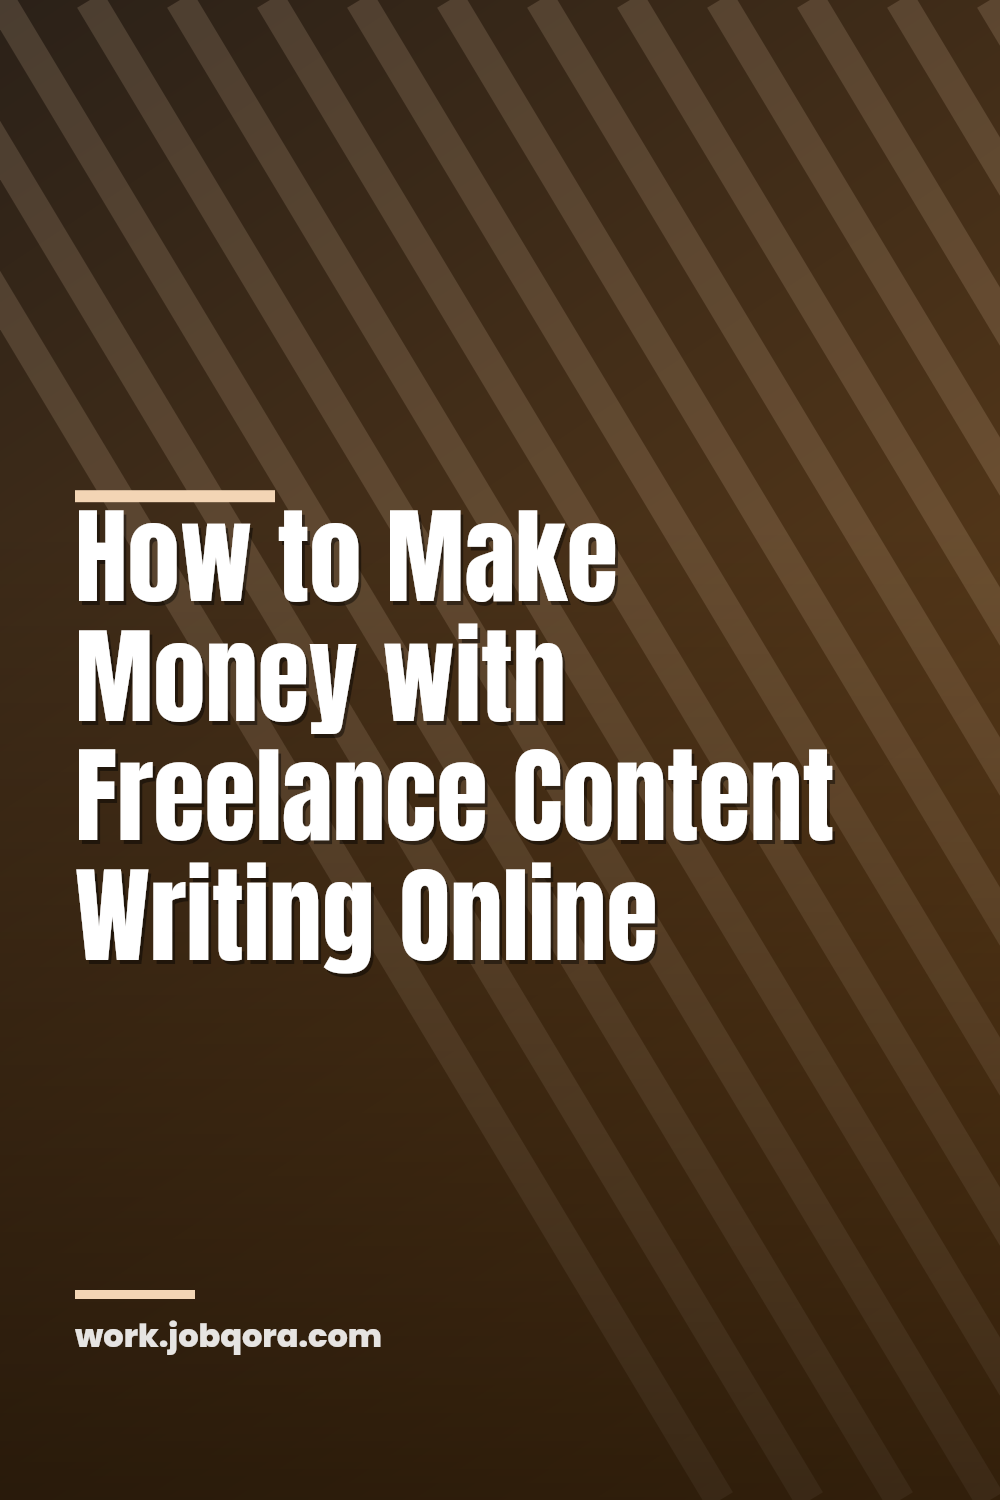 How to Make
Money with
Freelance Content
Writing Online
work.jobqora.com